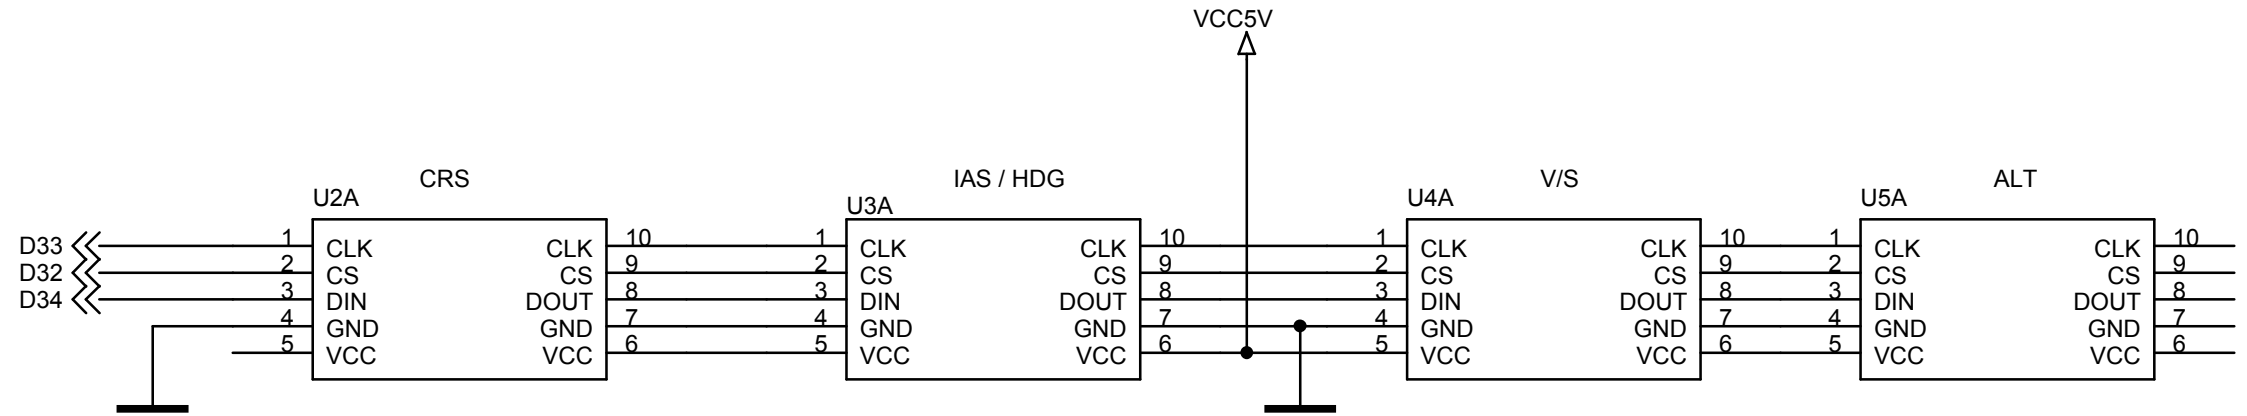 VCC5V
CRS IAS / HDG V/S ALT
U2A U3A U4A U5A
D33 1 CLK CLK 10 1 CLK CLK 10 1 CLK CLK 10 1 CLK CLK 10
D32 2 CS CS 9 2 CS CS 9 2 CS CS 9 2 CS CS 9
D34 3 DIN DOUT 8 3 DIN DOUT 8 3 DIN DOUT 8 3 DIN DOUT 8
4 GND GND 7 4 GND GND 7 4 GND GND 7 4 GND GND 7
5 VCC VCC 6 5 VCC VCC 6 5 VCC VCC 6 5 VCC VCC 6